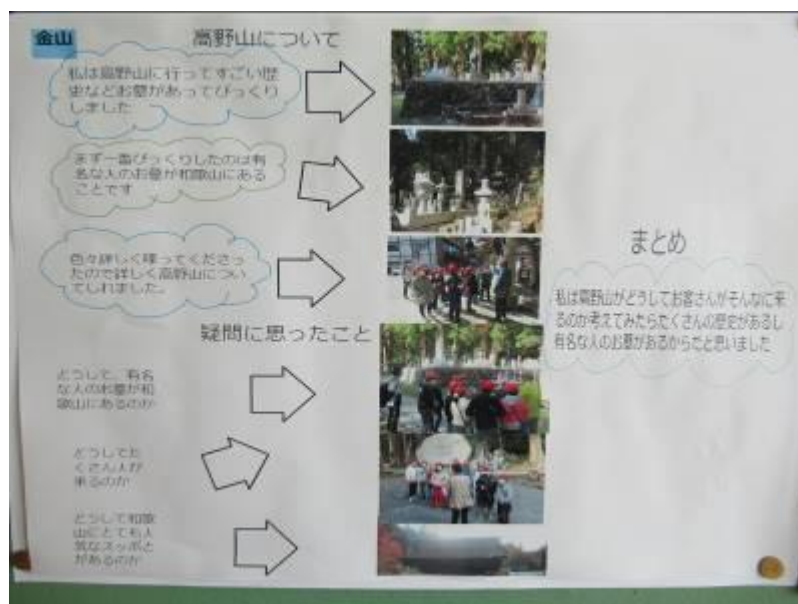 金山
高野山について
私は高野山に行ってすごい歴
史などお墓があってびっくり
しました
まず一番びっくりしたのは有
名な人のお墓が和歌山にある
ことです
色々詳しく喋ってくださっ
たので詳しく高野山につい
てしれました。
疑問に思ったこと
どうして、有名
な人のお墓が和
歌山にあるのか
どうしてた
くさん人が
来るのか
どうして和歌
山にとても人
気なスッポと
があるのか
まとめ
私は高野山がどうしてお客さんがそんなに来
るのか考えてみたらたくさんの歴史があるし
有名な人のお墓があるからだと思いました